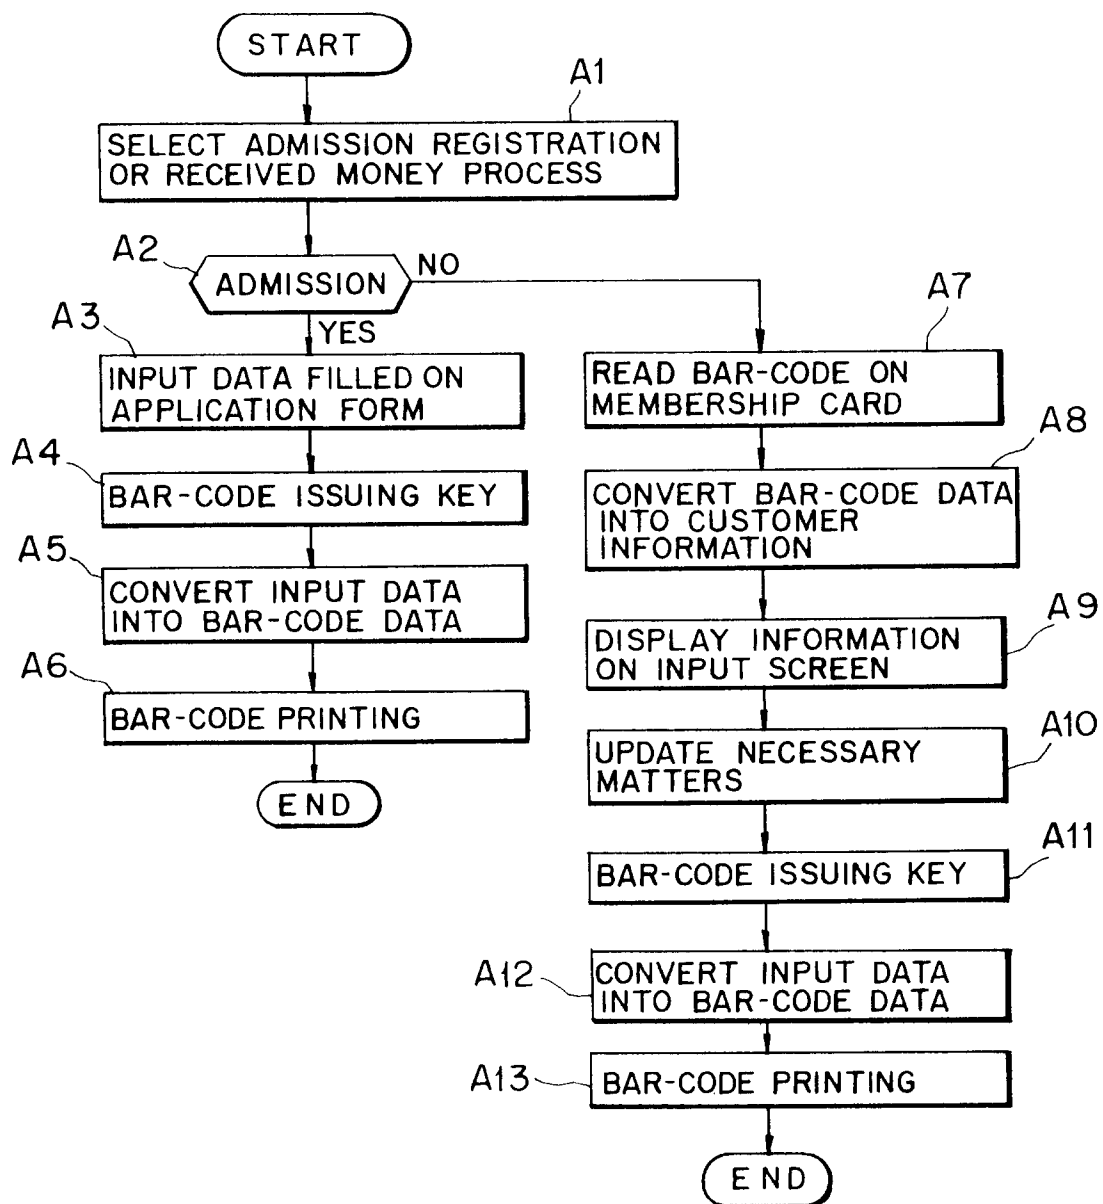 START
A1
SELECT ADMISSION REGISTRATION
OR RECEIVED MONEY PROCESS
A2
ADMISSION
NO
YES
A3
INPUT DATA FILLED ON
APPLICATION FORM
A4
BAR-CODE ISSUING KEY
A5
CONVERT INPUT DATA
INTO BAR-CODE DATA
A6
BAR-CODE PRINTING
END
A7
READ BAR-CODE ON
MEMBERSHIP CARD
A8
CONVERT BAR-CODE DATA
INTO CUSTOMER
INFORMATION
A9
DISPLAY INFORMATION
ON INPUT SCREEN
A10
UPDATE NECESSARY
MATTERS
A11
BAR-CODE ISSUING KEY
A12
CONVERT INPUT DATA
INTO BAR-CODE DATA
A13
BAR-CODE PRINTING
END